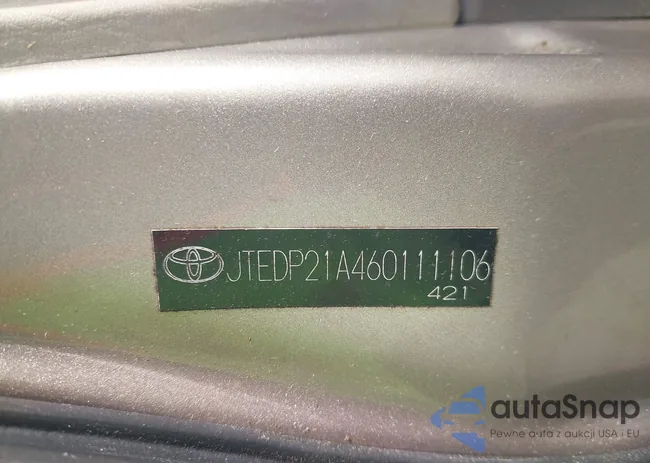 JTEDP21A460111106
421
autaSnap
Pewne auta z aukcji USA i EU